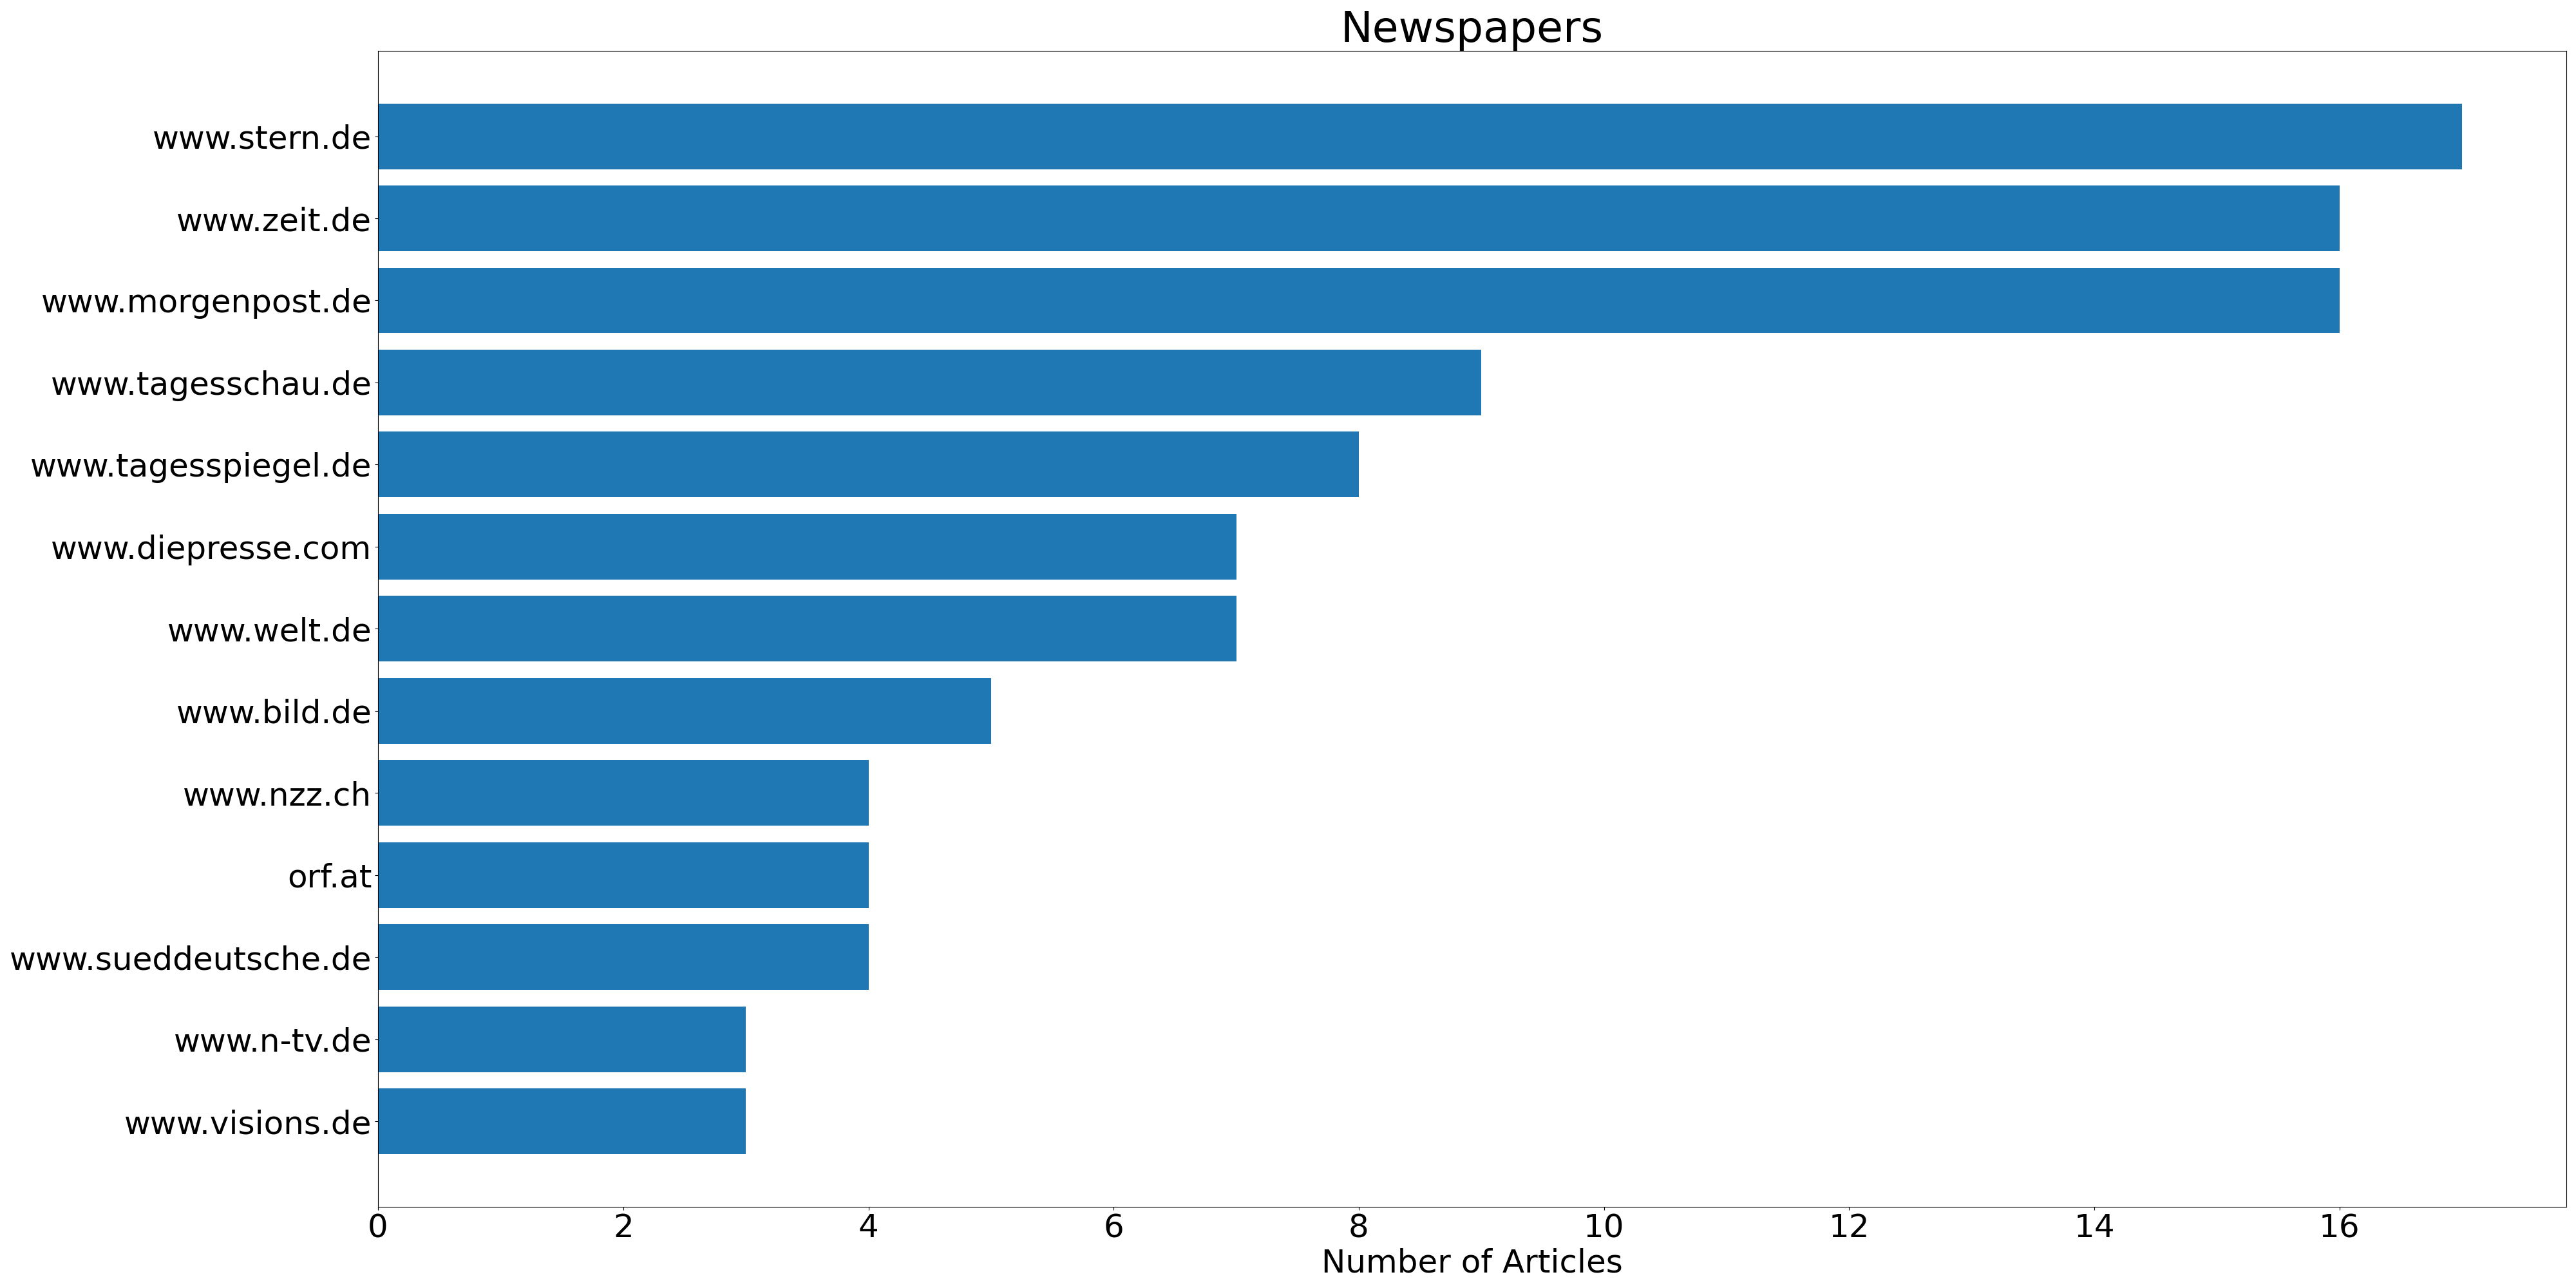 Newspapers
www.stern.de
www.zeit.de
www.morgenpost.de
www.tagesschau.de
www.tagesspiegel.de
www.diepresse.com
www.welt.de
www.bild.de
www.nzz.ch
orf.at
www.sueddeutsche.de
www.n-tv.de
www.visions.de
0 2 4 6 8 10 12 14 16
Number of Articles